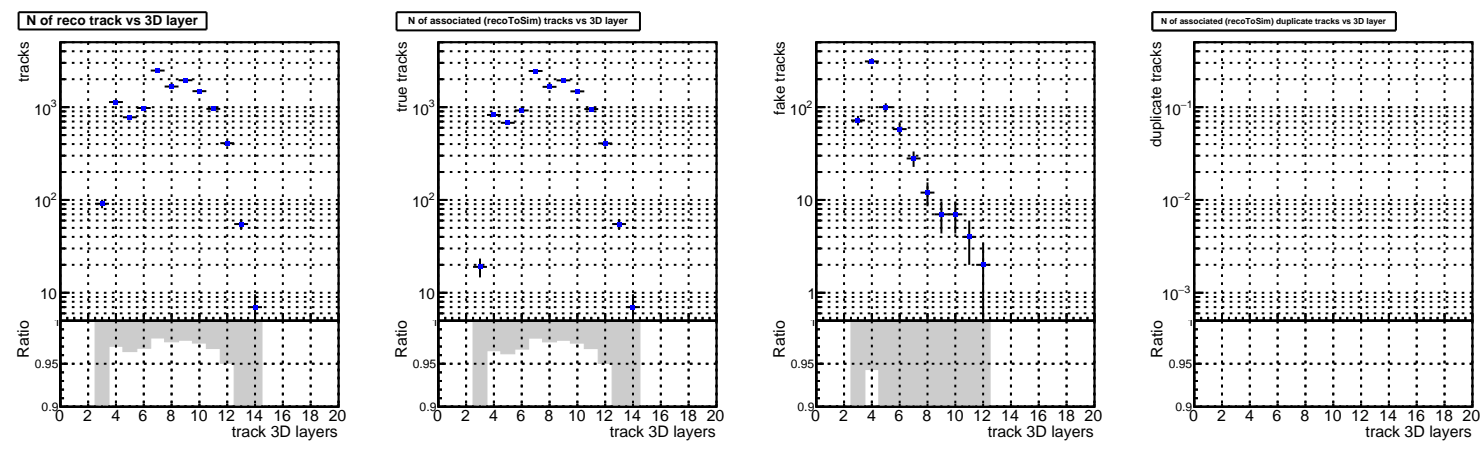 N of reco track vs 3D layer
tracks
10³
10²
10
Ratio
1
0.95
0.9
0 2 4 6 8 10 12 14 16 18 20
track 3D layers
N of associated (recoToSim) tracks vs 3D layer
true tracks
10³
10²
10
Ratio
1
0.95
0.9
0 2 4 6 8 10 12 14 16 18 20
track 3D layers
fake tracks
10²
10
1
Ratio
1
0.95
0.9
0 2 4 6 8 10 12 14 16 18 20
track 3D layers
N of associated (recoToSim) duplicate tracks vs 3D layer
duplicate tracks
10⁻¹
10⁻²
10⁻³
Ratio
1
0.95
0.9
0 2 4 6 8 10 12 14 16 18 20
track 3D layers